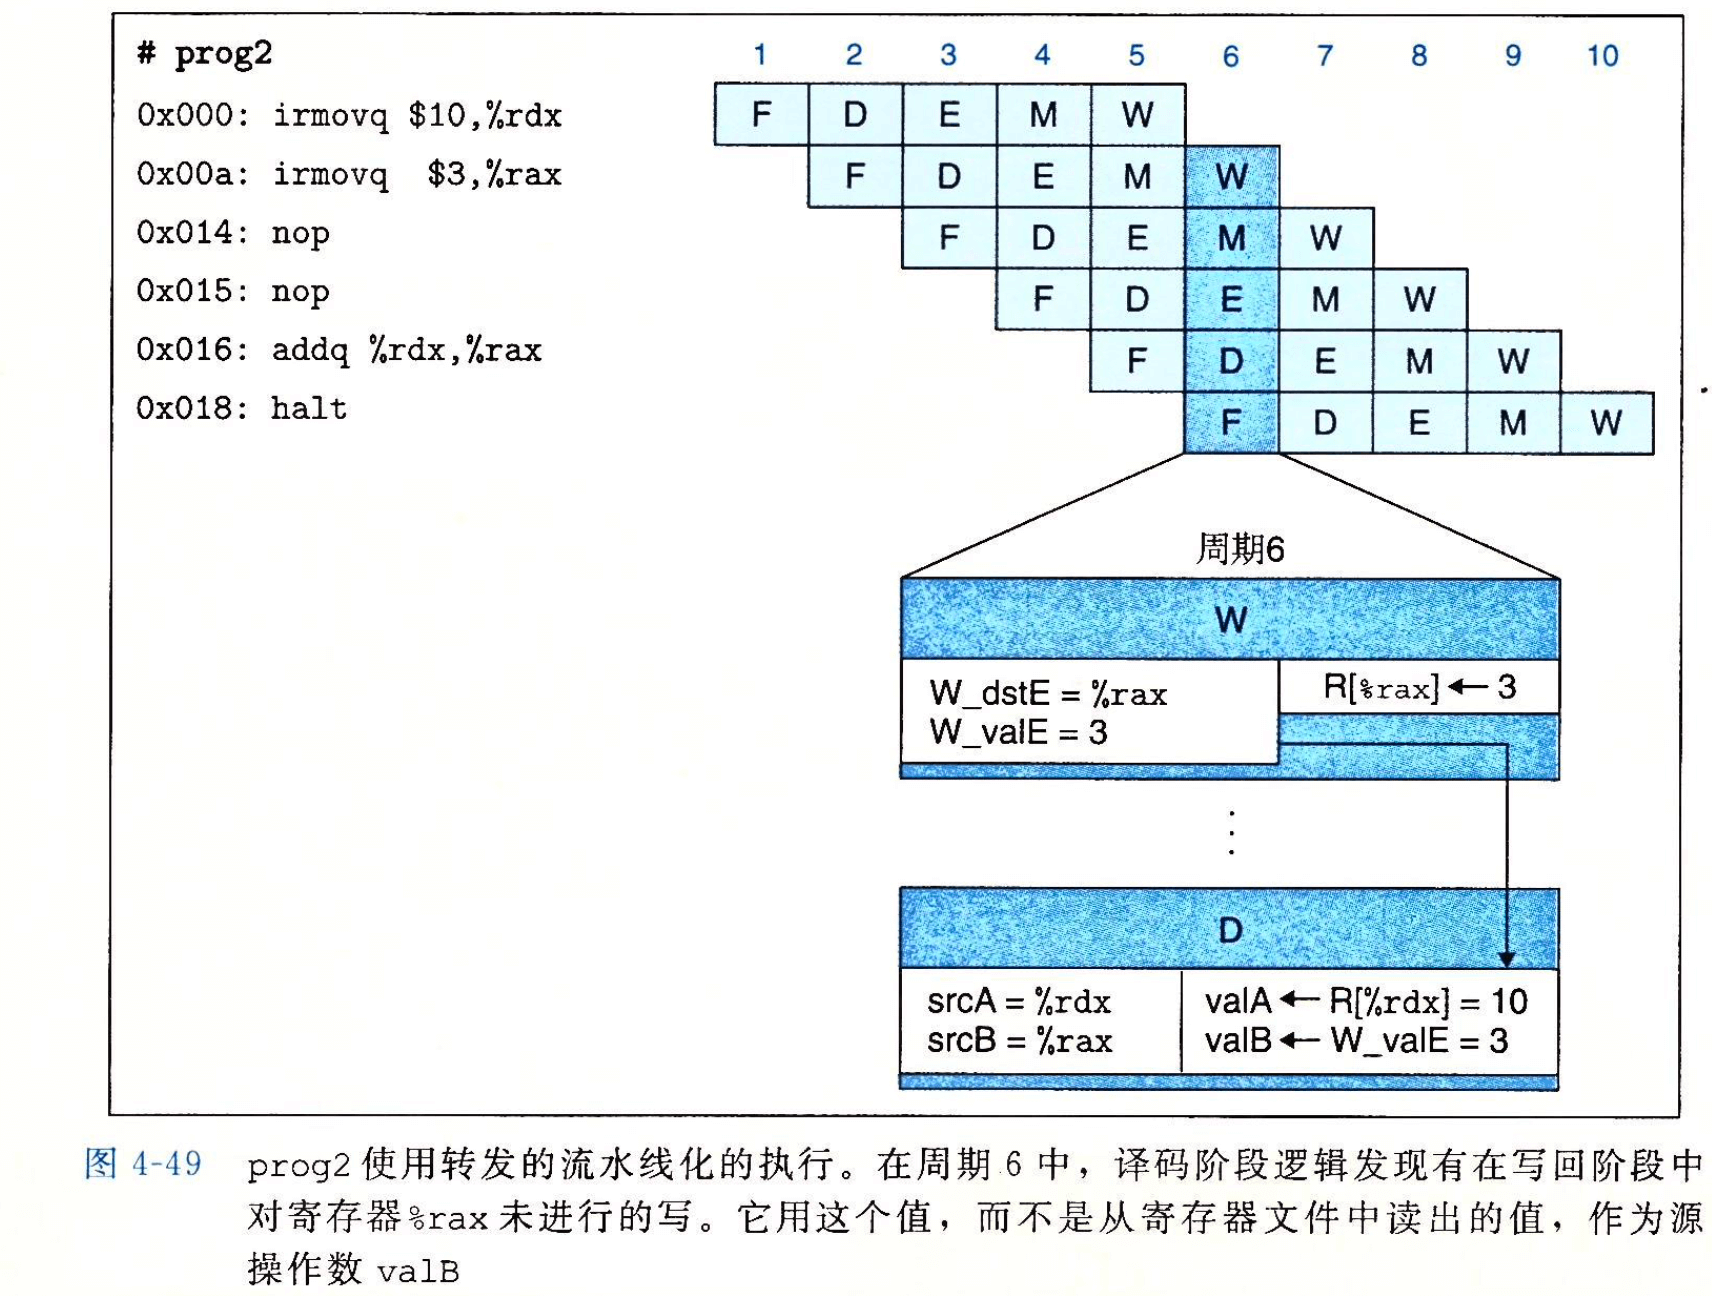 # prog2
1 2 3 4 5 6 7 8 9 10
0x000: irmovq $10,%rdx F D E M W
0x00a: irmovq  $3,%rax F D E M W
0x014: nop F D E M W
0x015: nop F D E M W
0x016: addq %rdx,%rax F D E M W
0x018: halt F D E M W
周期6
W
W_dstE = %rax
W_valE = 3
R[%rax] ← 3
D
srcA = %rdx
srcB = %rax
valA ← R[%rdx] = 10
valB ← W_valE = 3
图 4-49 prog2 使用转发的流水线化的执行。在周期 6 中，译码阶段逻辑发现有在写回阶段中
对寄存器%rax 未进行的写。它用这个值，而不是从寄存器文件中读出的值，作为源
操作数 valB